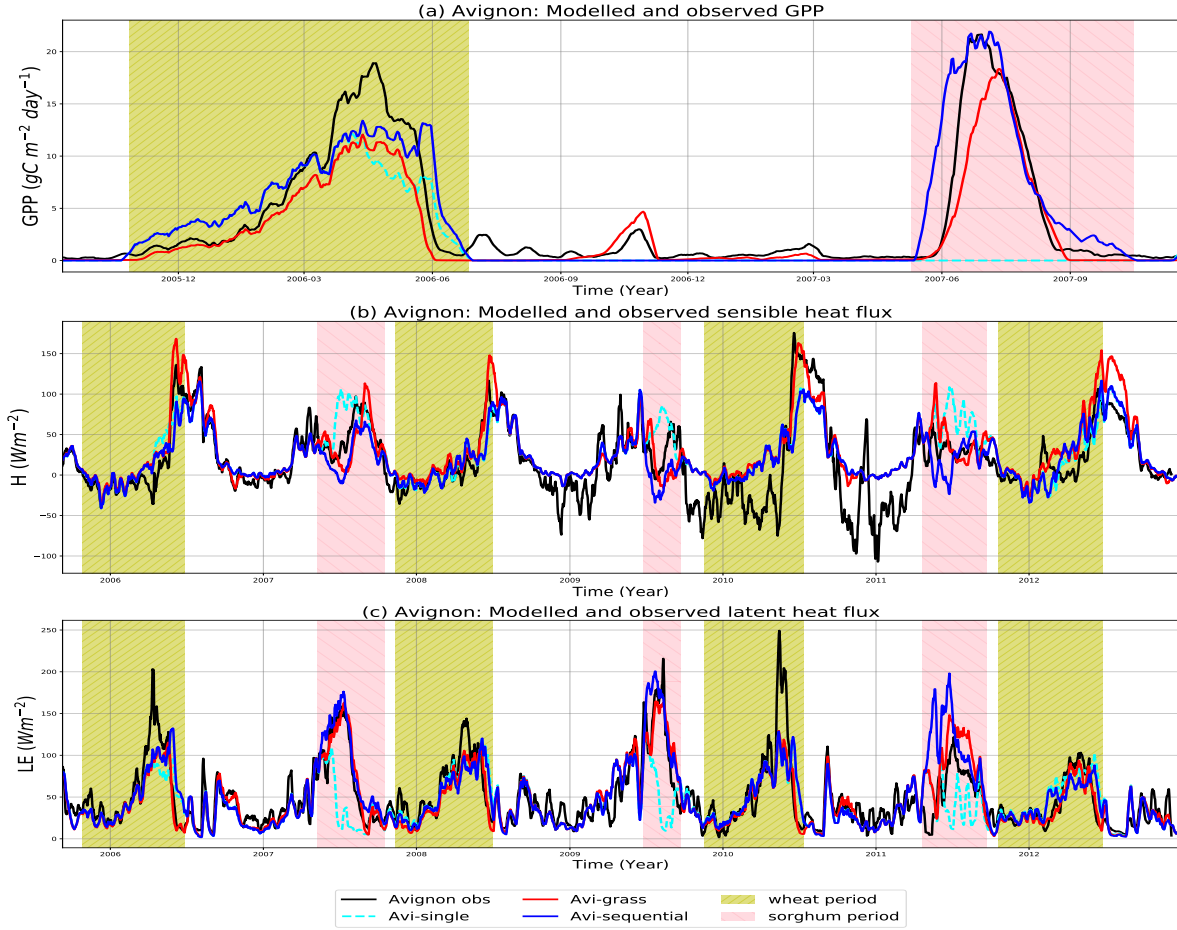 (a) Avignon: Modelled and observed GPP
GPP (gC m⁻² day⁻¹)
20
15
10
5
0
2005-12 2006-03 2006-06 2006-09 2006-12 2007-03 2007-06 2007-09
Time (Year)
(b) Avignon: Modelled and observed sensible heat flux
H (Wm⁻²)
150
100
50
0
−50
−100
2006 2007 2008 2009 2010 2011 2012
Time (Year)
(c) Avignon: Modelled and observed latent heat flux
LE (Wm⁻²)
250
200
150
100
50
0
2006 2007 2008 2009 2010 2011 2012
Time (Year)
Avignon obs Avi-grass wheat period
Avi-single Avi-sequential sorghum period